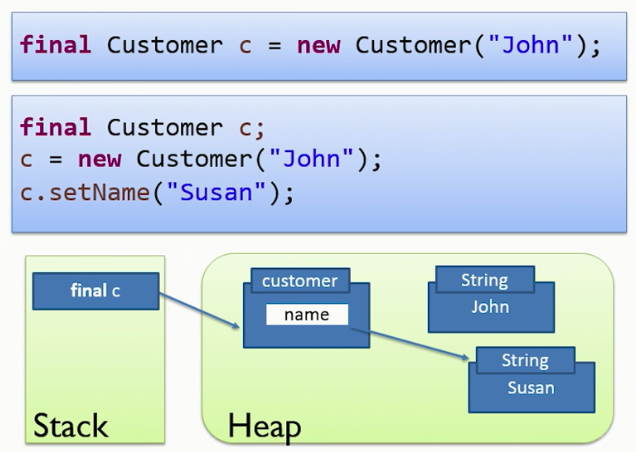 final Customer c = new Customer("John");
final Customer c;
c = new Customer("John");
c.setName("Susan");
final c
customer
name
String
John
String
Susan
Stack
Heap